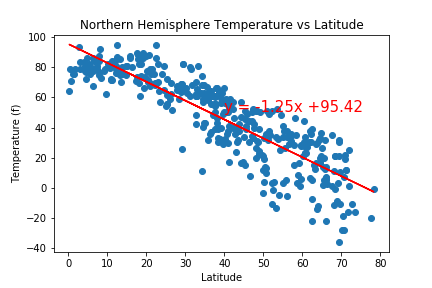 Northern Hemisphere Temperature vs Latitude
100
80
60
40
20
0
−20
−40
Temperature (f)
y = -1.25x +95.42
0 10 20 30 40 50 60 70 80
Latitude